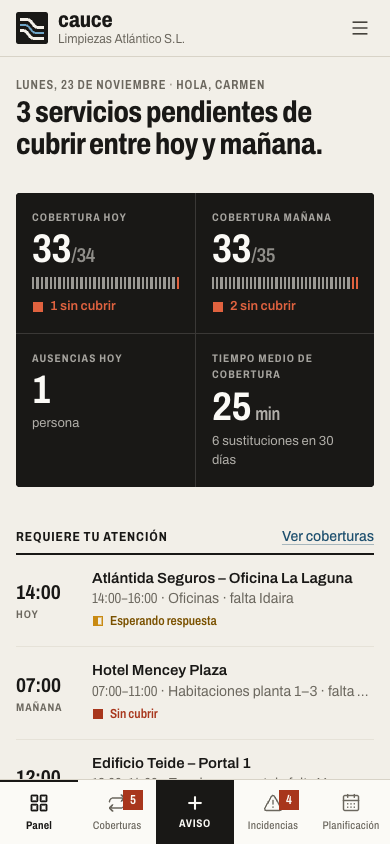 cauce
Limpiezas Atlántico S.L.
LUNES, 23 DE NOVIEMBRE · HOLA, CARMEN
3 servicios pendientes de
cubrir entre hoy y mañana.
COBERTURA HOY
33/34
1 sin cubrir
COBERTURA MAÑANA
33/35
2 sin cubrir
AUSENCIAS HOY
1
persona
TIEMPO MEDIO DE
COBERTURA
25 min
6 sustituciones en 30
días
REQUIERE TU ATENCIÓN
Ver coberturas
14:00
HOY
Atlántida Seguros – Oficina La Laguna
14:00–16:00 · Oficinas · falta Idaira
Esperando respuesta
07:00
MAÑANA
Hotel Mencey Plaza
07:00–11:00 · Habitaciones planta 1–3 · falta ...
Sin cubrir
12:00
Edificio Teide – Portal 1
Panel
5
Coberturas
AVISO
4
Incidencias
Planificación